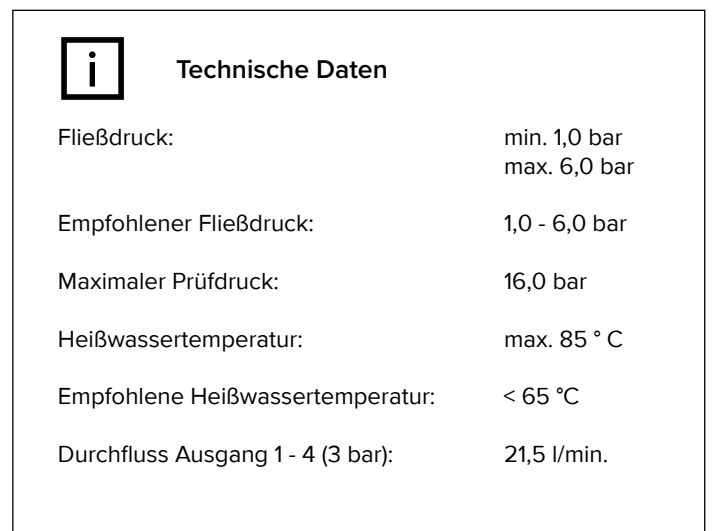 i
Technische Daten
Fließdruck: min. 1,0 bar
max. 6,0 bar
Empfohlener Fließdruck: 1,0 - 6,0 bar
Maximaler Prüfdruck: 16,0 bar
Heißwassertemperatur: max. 85 ° C
Empfohlene Heißwassertemperatur: < 65 °C
Durchfluss Ausgang 1 - 4 (3 bar): 21,5 l/min.